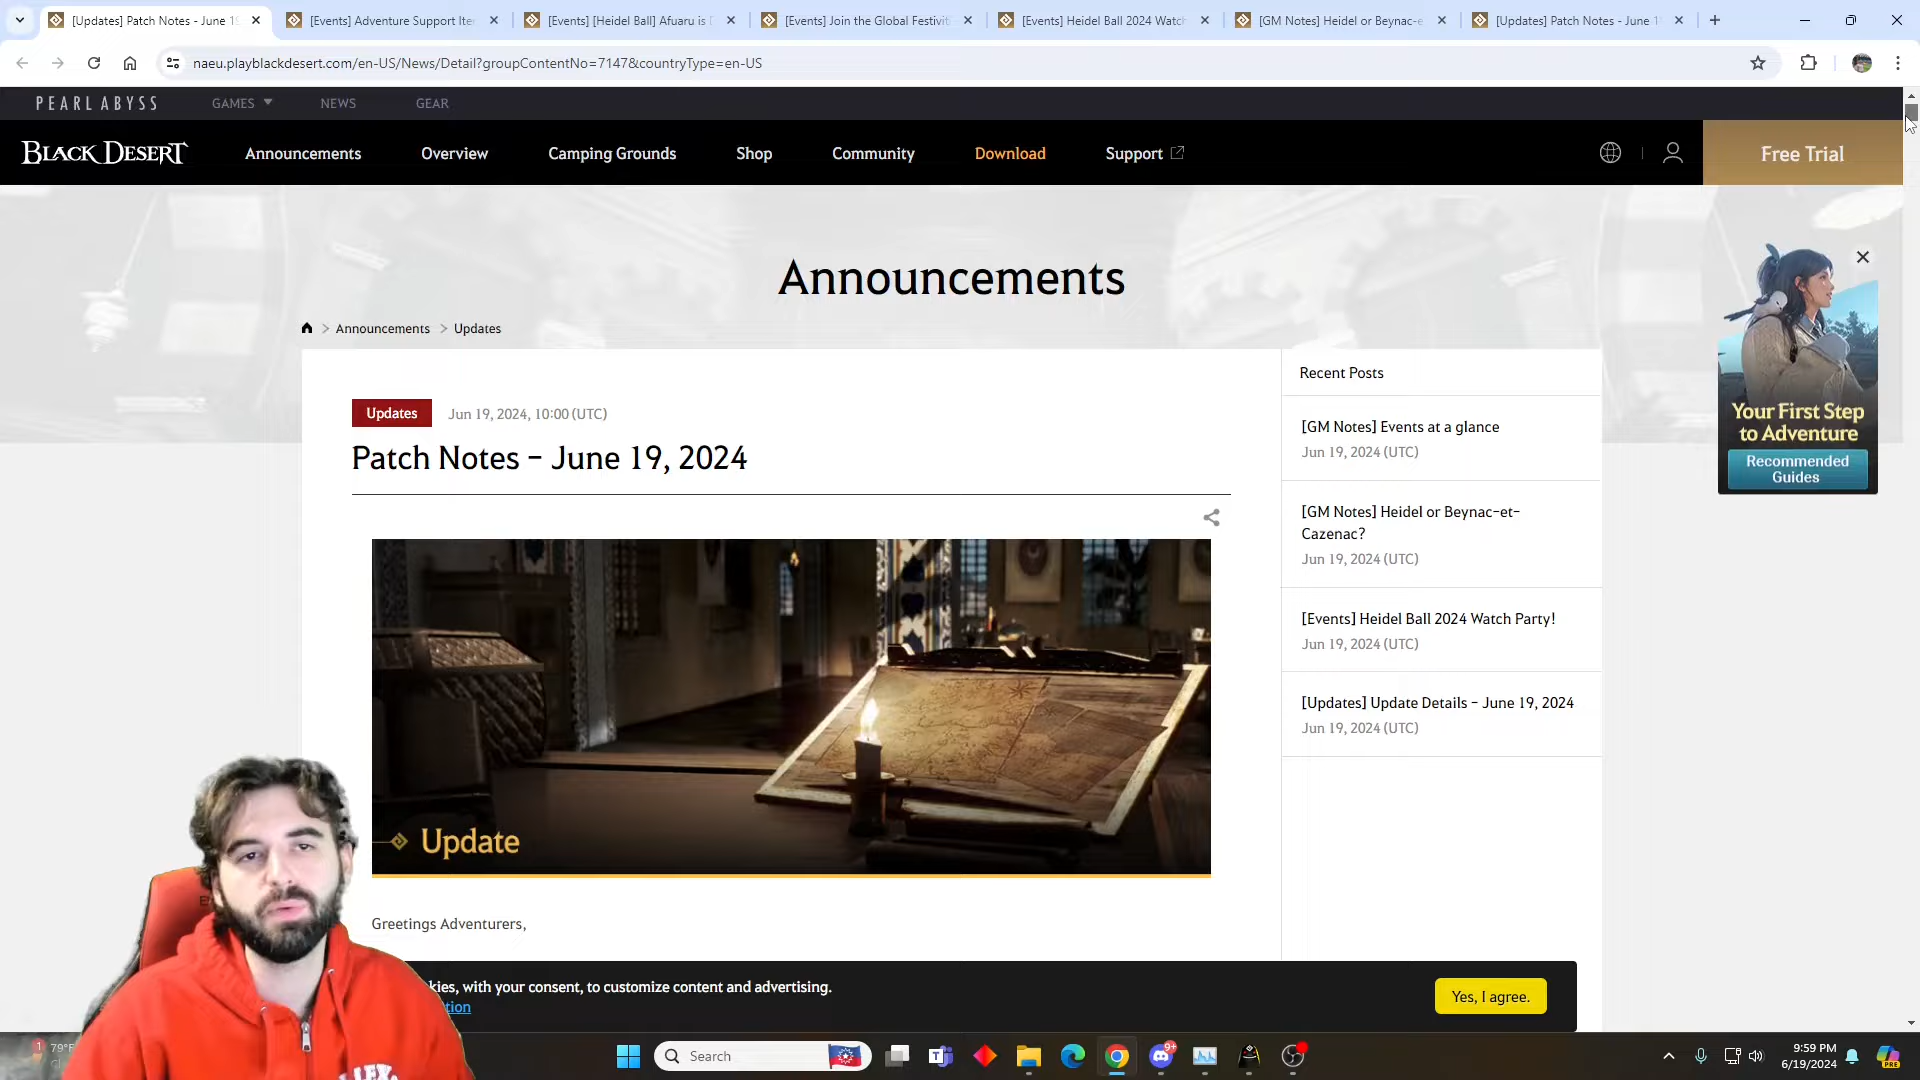 [Updates] Patch Notes - June 19
[Events] Adventure Support Ite
[Events] [Heidel Ball] Afuaru is
[Events] Join the Global Festiviti
[Events] Heidel Ball 2024 Watc
[GM Notes] Heidel or Beynac-e
[Updates] Patch Notes - June 1
naeu.playblackdesert.com/en-US/News/Detail?groupContentNo=7147&countryType=en-US
PEARL ABYSS
GAMES
NEWS
GEAR
BLACK DESERT
Announcements
Overview
Camping Grounds
Shop
Community
Download
Support
Free Trial
Announcements
Announcements > Updates
Updates
Jun 19, 2024, 10:00 (UTC)
Patch Notes – June 19, 2024
Update
Greetings Adventurers,
Recent Posts
[GM Notes] Events at a glance
Jun 19, 2024 (UTC)
[GM Notes] Heidel or Beynac-et-
Cazenac?
Jun 19, 2024 (UTC)
[Events] Heidel Ball 2024 Watch Party!
Jun 19, 2024 (UTC)
[Updates] Update Details – June 19, 2024
Jun 19, 2024 (UTC)
Your First Step
to Adventure
Recommended
Guides
kies, with your consent, to customize content and advertising.
tion
Yes, I agree.
1
79°F
Search
9+
9:59 PM
6/19/2024
PRE